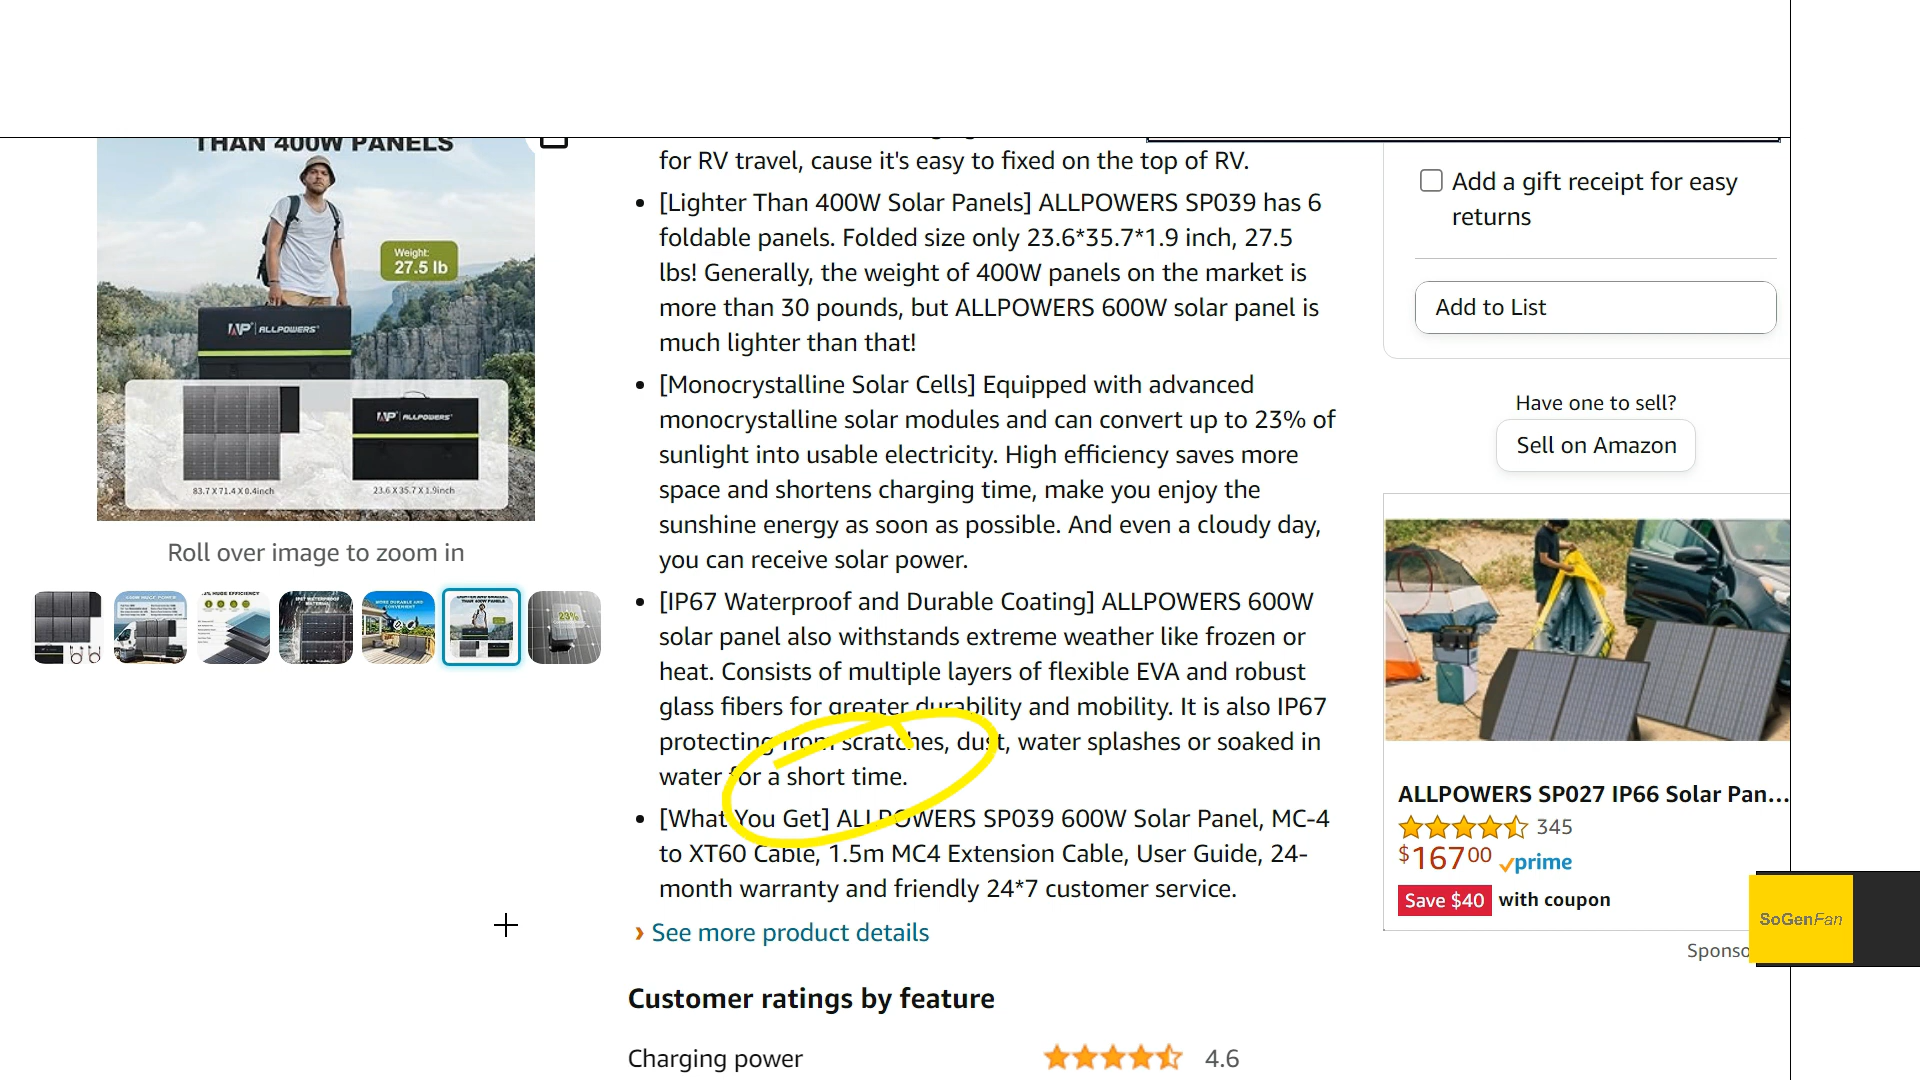 THAN 400W PANELS
Weight:
27.5 lb
ALLPOWERS
ALLPOWERS
83.7 X 71.4 X 0.4inch
23.6 X 35.7 X 1.9inch
Roll over image to zoom in
23%
for RV travel, cause it's easy to fixed on the top of RV.
[Lighter Than 400W Solar Panels] ALLPOWERS SP039 has 6
foldable panels. Folded size only 23.6*35.7*1.9 inch, 27.5
lbs! Generally, the weight of 400W panels on the market is
more than 30 pounds, but ALLPOWERS 600W solar panel is
much lighter than that!
[Monocrystalline Solar Cells] Equipped with advanced
monocrystalline solar modules and can convert up to 23% of
sunlight into usable electricity. High efficiency saves more
space and shortens charging time, make you enjoy the
sunshine energy as soon as possible. And even a cloudy day,
you can receive solar power.
[IP67 Waterproof and Durable Coating] ALLPOWERS 600W
solar panel also withstands extreme weather like frozen or
heat. Consists of multiple layers of flexible EVA and robust
glass fibers for greater durability and mobility. It is also IP67
protecting from scratches, dust, water splashes or soaked in
water for a short time.
[What You Get] ALLPOWERS SP039 600W Solar Panel, MC-4
to XT60 Cable, 1.5m MC4 Extension Cable, User Guide, 24-
month warranty and friendly 24*7 customer service.
› See more product details
Customer ratings by feature
Charging power 4.6
Add a gift receipt for easy
returns
Add to List
Have one to sell?
Sell on Amazon
ALLPOWERS SP027 IP66 Solar Pan...
345
$167.00 prime
Save $40 with coupon
Sponso
SoGenFan